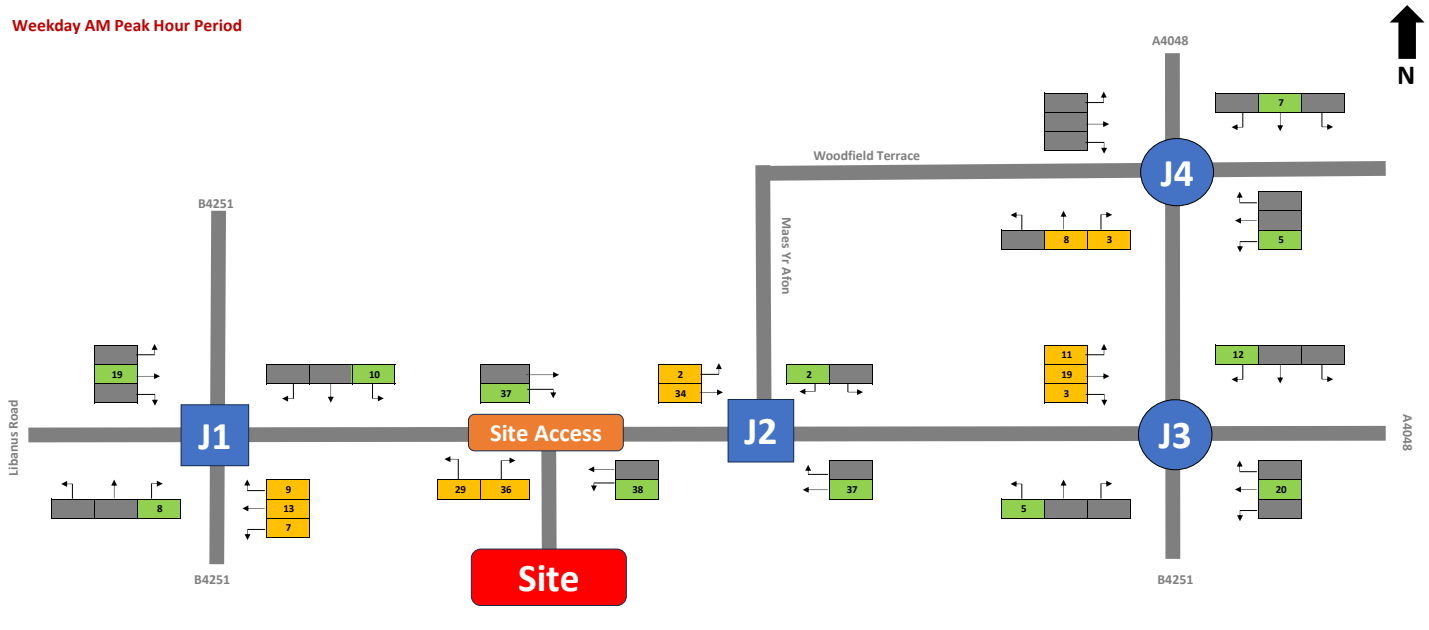 Weekday AM Peak Hour Period
N
A4048
7
Woodfield Terrace
J4
B4251
Maes Yr Afon
8 3
5
19
10
37
2
34
2
11
19
3
12
Libanus Road
J1
Site Access
J2
J3
A4048
8
9
13
7
29 36
38
37
5
20
B4251
Site
B4251